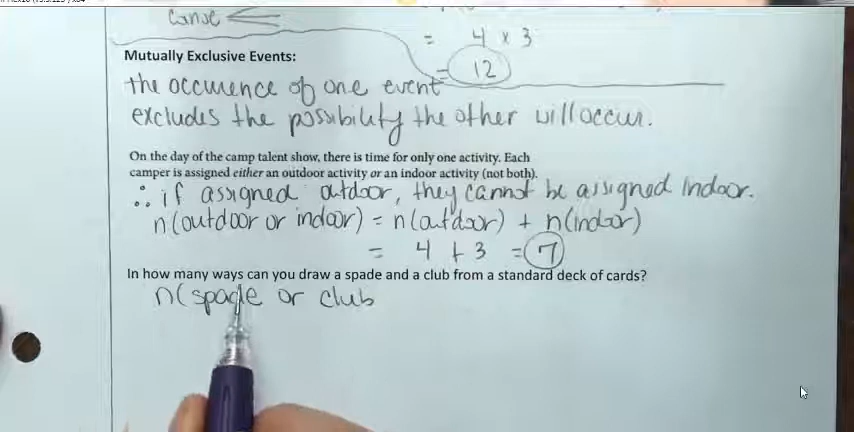 canoe
= 4 x 3
Mutually Exclusive Events:
= 12
the occurence of one event
excludes the possibility the other will occur.
On the day of the camp talent show, there is time for only one activity. Each
camper is assigned either an outdoor activity or an indoor activity (not both).
∴ if assigned outdoor, they cannot be assigned indoor.
n(outdoor or indoor) = n(outdoor) + n(indoor)
= 4 + 3 = 7
In how many ways can you draw a spade and a club from a standard deck of cards?
n(spade or club